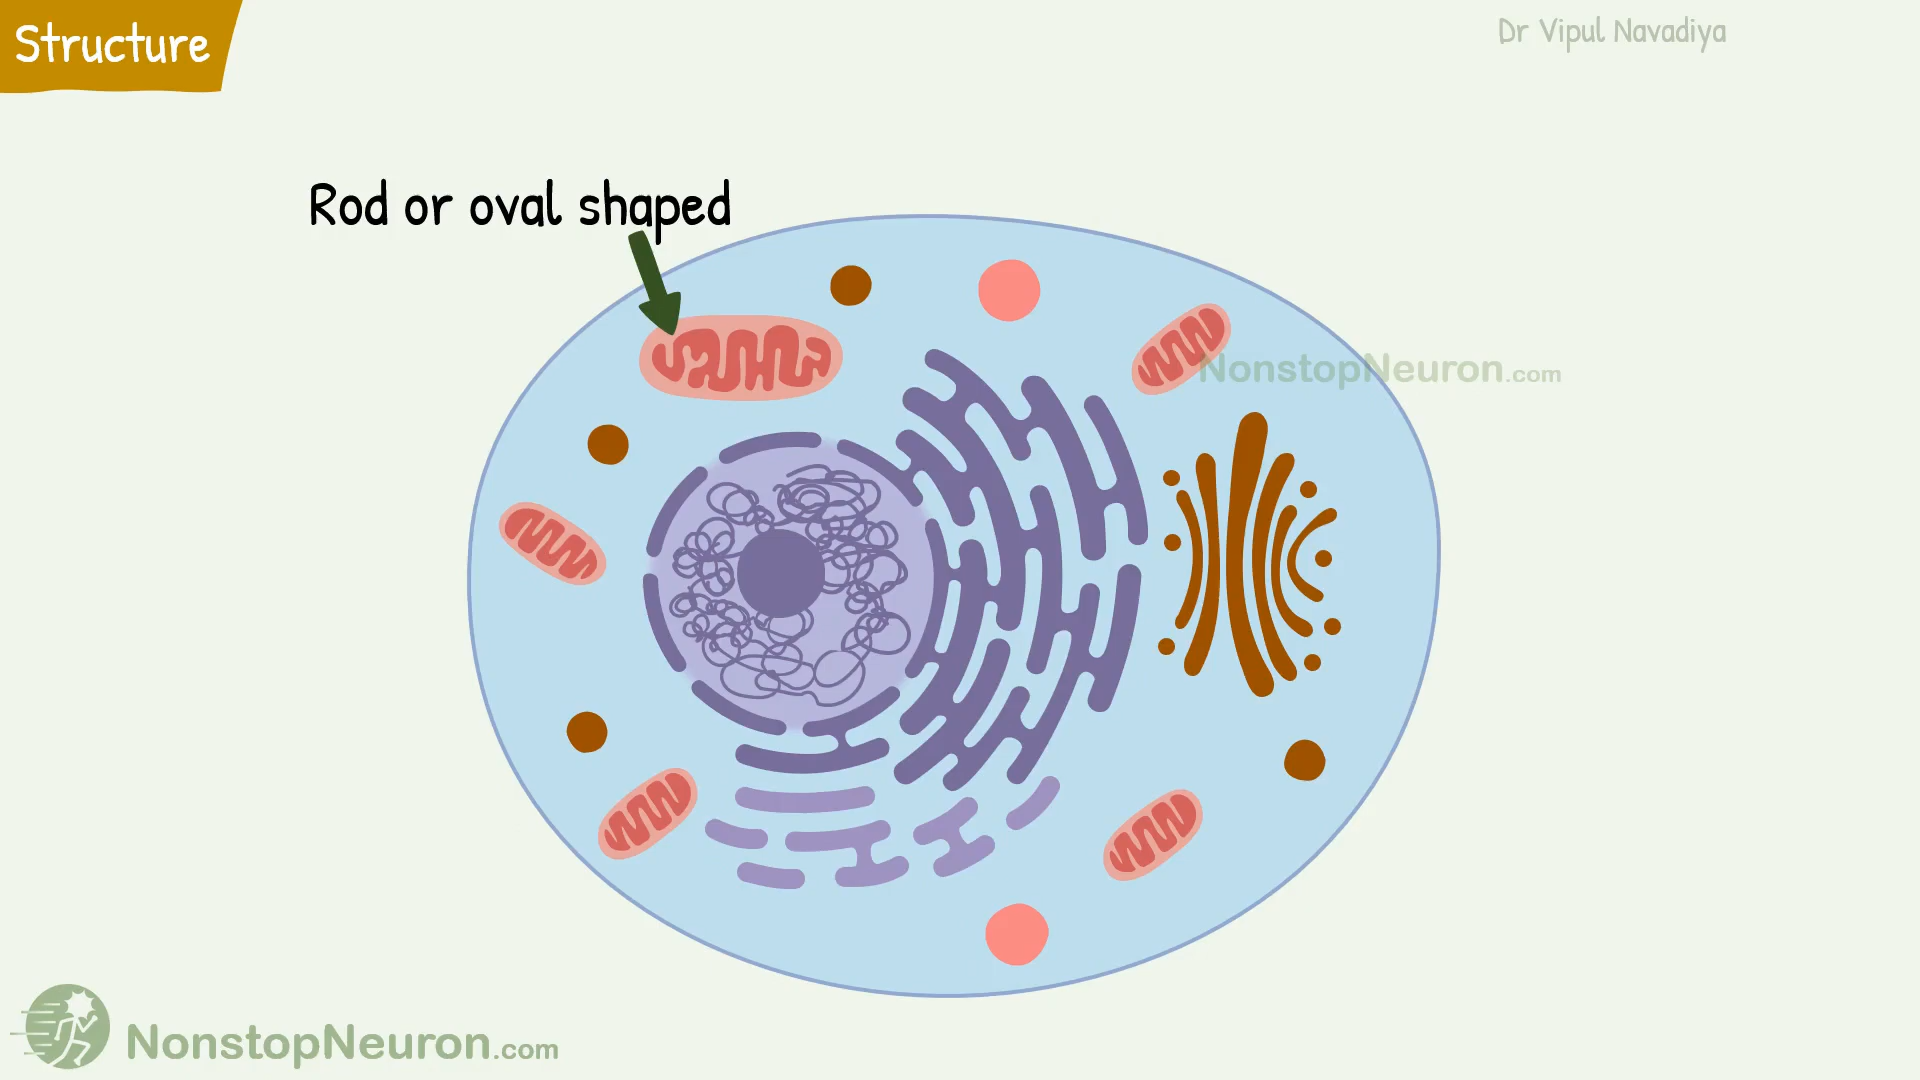 Structure
Dr Vipul Navadiya
Rod or oval shaped
NonstopNeuron.com
NonstopNeuron.com